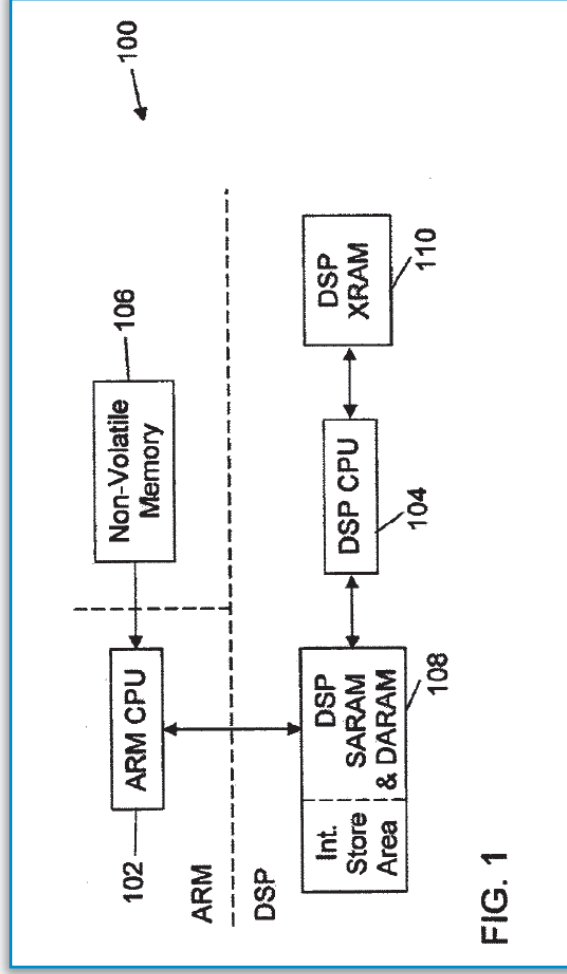 100
106
Non-Volatile
Memory
ARM CPU
102
ARM
DSP
Int.
Store
Area
DSP
SARAM
& DARAM
108
DSP CPU
104
DSP
XRAM
110
FIG. 1